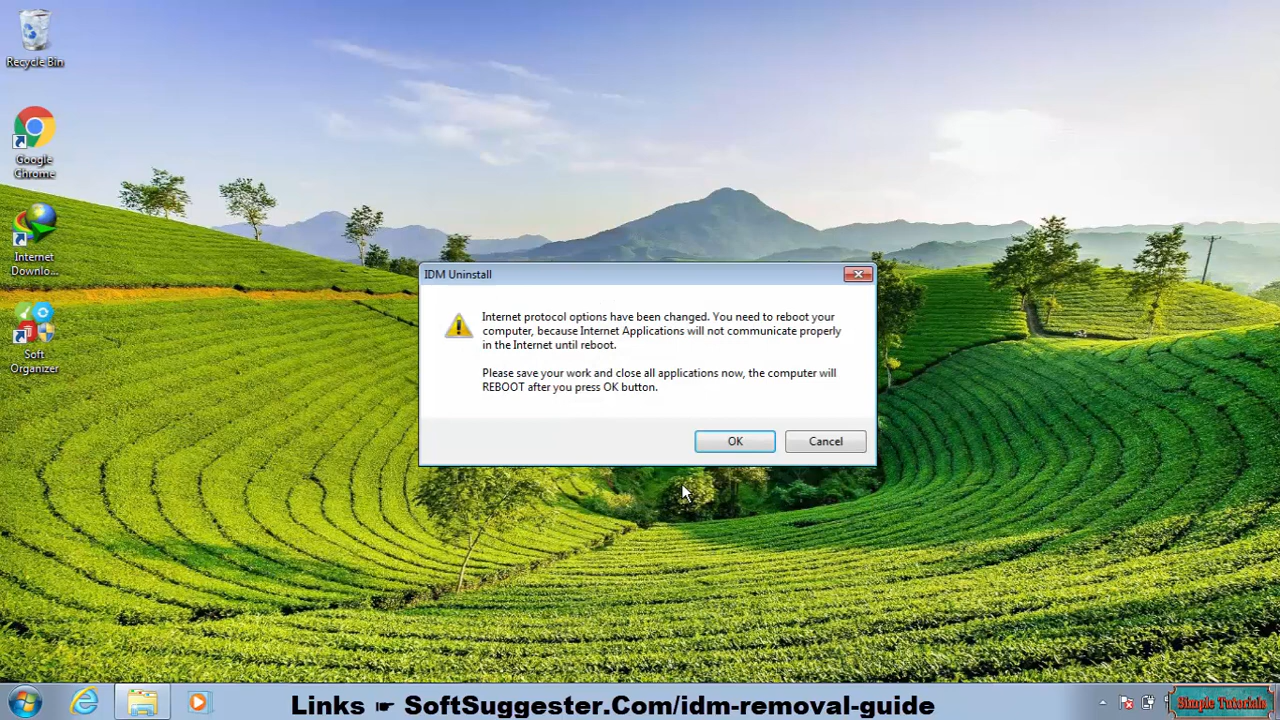 Recycle Bin
Google
Chrome
Internet
Downlo...
Soft
Organizer
IDM Uninstall
Internet protocol options have been changed. You need to reboot your
computer, because Internet Applications will not communicate properly
in the Internet until reboot.
Please save your work and close all applications now, the computer will
REBOOT after you press OK button.
OK
Cancel
Links ☛ SoftSuggester.Com/idm-removal-guide
Simple Tutorials